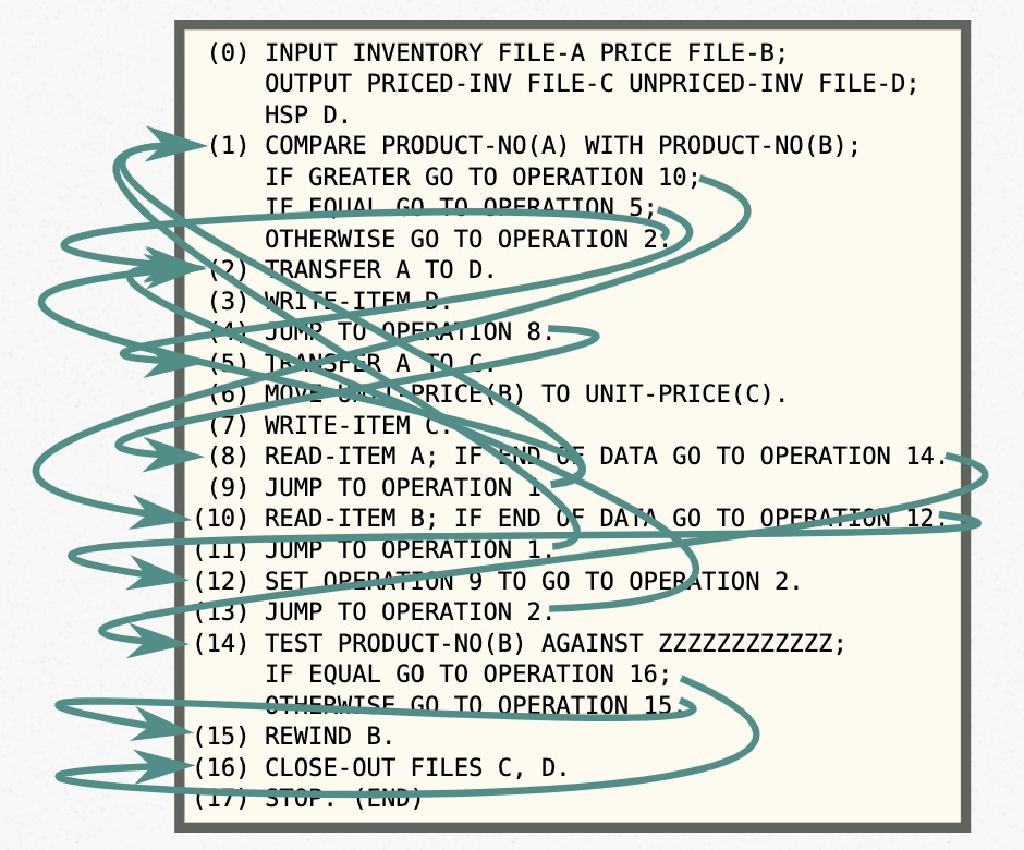 (0) INPUT INVENTORY FILE-A PRICE FILE-B;
OUTPUT PRICED-INV FILE-C UNPRICED-INV FILE-D;
HSP D.
(1) COMPARE PRODUCT-NO(A) WITH PRODUCT-NO(B);
IF GREATER GO TO OPERATION 10;
IF EQUAL GO TO OPERATION 5;
OTHERWISE GO TO OPERATION 2.
(2) TRANSFER A TO D.
(3) WRITE-ITEM D.
(4) JUMP TO OPERATION 8.
(5) TRANSFER A TO C.
(6) MOVE UNIT-PRICE(B) TO UNIT-PRICE(C).
(7) WRITE-ITEM C.
(8) READ-ITEM A; IF END OF DATA GO TO OPERATION 14.
(9) JUMP TO OPERATION 1.
(10) READ-ITEM B; IF END OF DATA GO TO OPERATION 12.
(11) JUMP TO OPERATION 1.
(12) SET OPERATION 9 TO GO TO OPERATION 2.
(13) JUMP TO OPERATION 2.
(14) TEST PRODUCT-NO(B) AGAINST ZZZZZZZZZZZZ;
IF EQUAL GO TO OPERATION 16;
OTHERWISE GO TO OPERATION 15.
(15) REWIND B.
(16) CLOSE-OUT FILES C, D.
(17) STOP. (END)